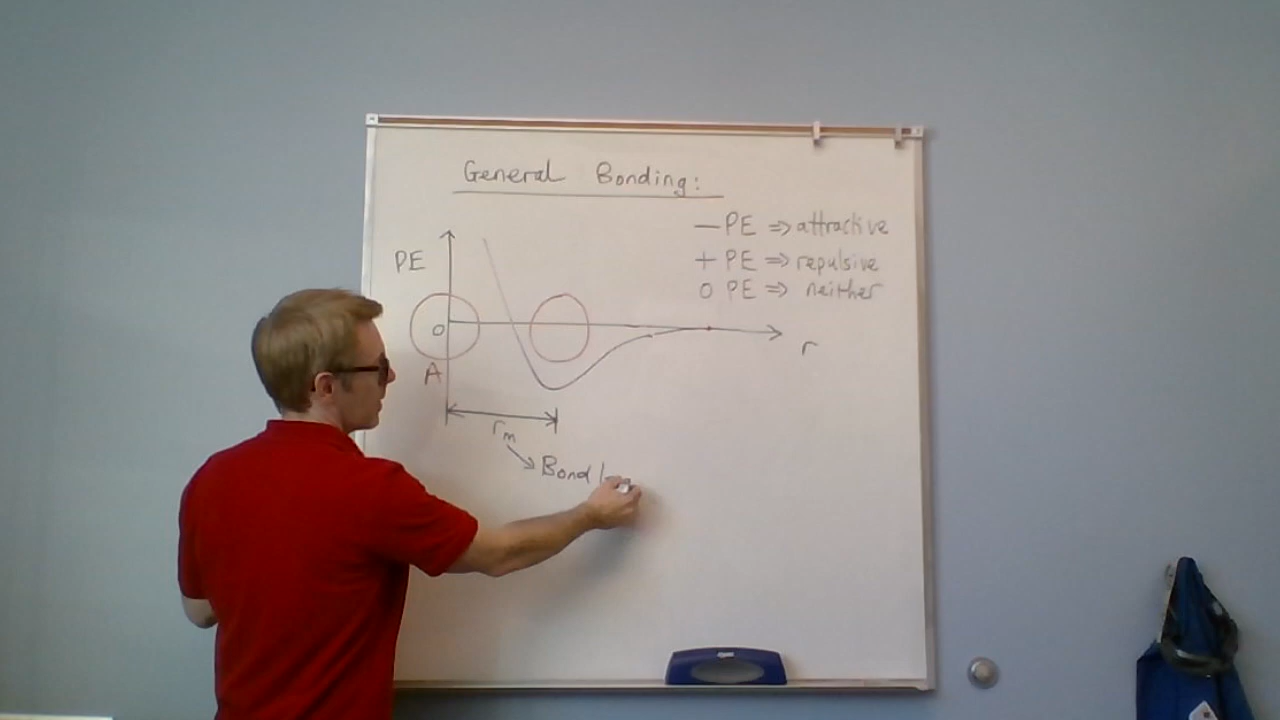 General Bonding:
— PE ⇒ attractive
+ PE ⇒ repulsive
0 PE ⇒ neither
PE
0
r
A
rm
Bond